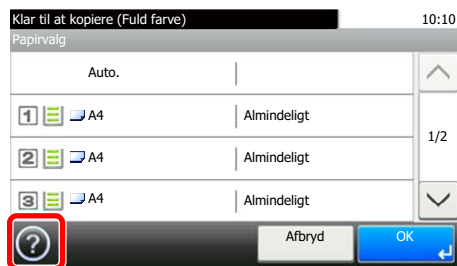 Klar til at kopiere (Fuld farve) 10:10
Papirvalg
Auto.
1 A4 Almindeligt
1/2
2 A4 Almindeligt
3 A4 Almindeligt
? Afbryd OK